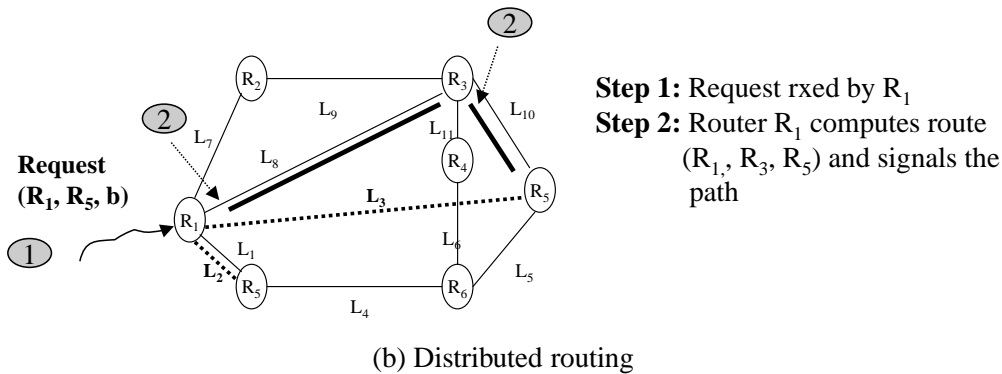 2
R2
R3
L9
L10
L7
2
L11
L8
R4
Request
(R1, R5, b)
L3
R5
R1
1
L1
L6
L2
L5
R5
R6
L4
Step 1: Request rxed by R1
Step 2: Router R1 computes route
(R1, R3, R5) and signals the
path
(b) Distributed routing